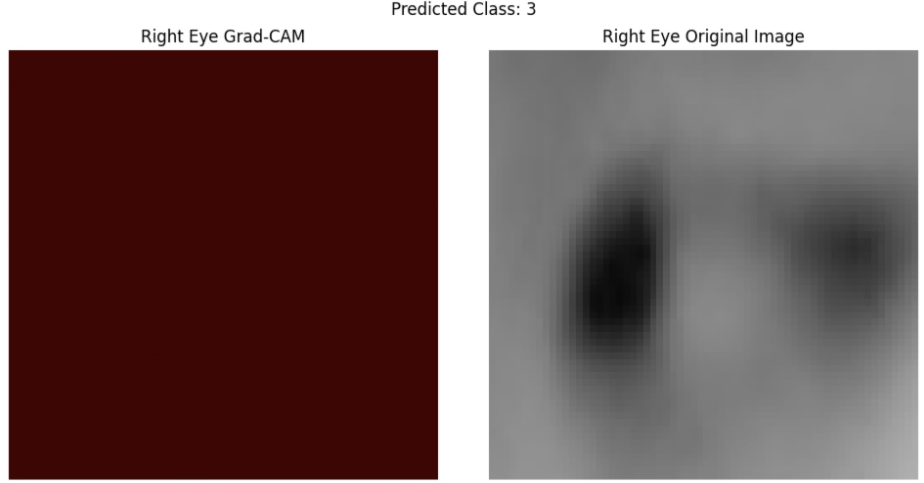 Predicted Class: 3
Right Eye Grad-CAM
Right Eye Original Image